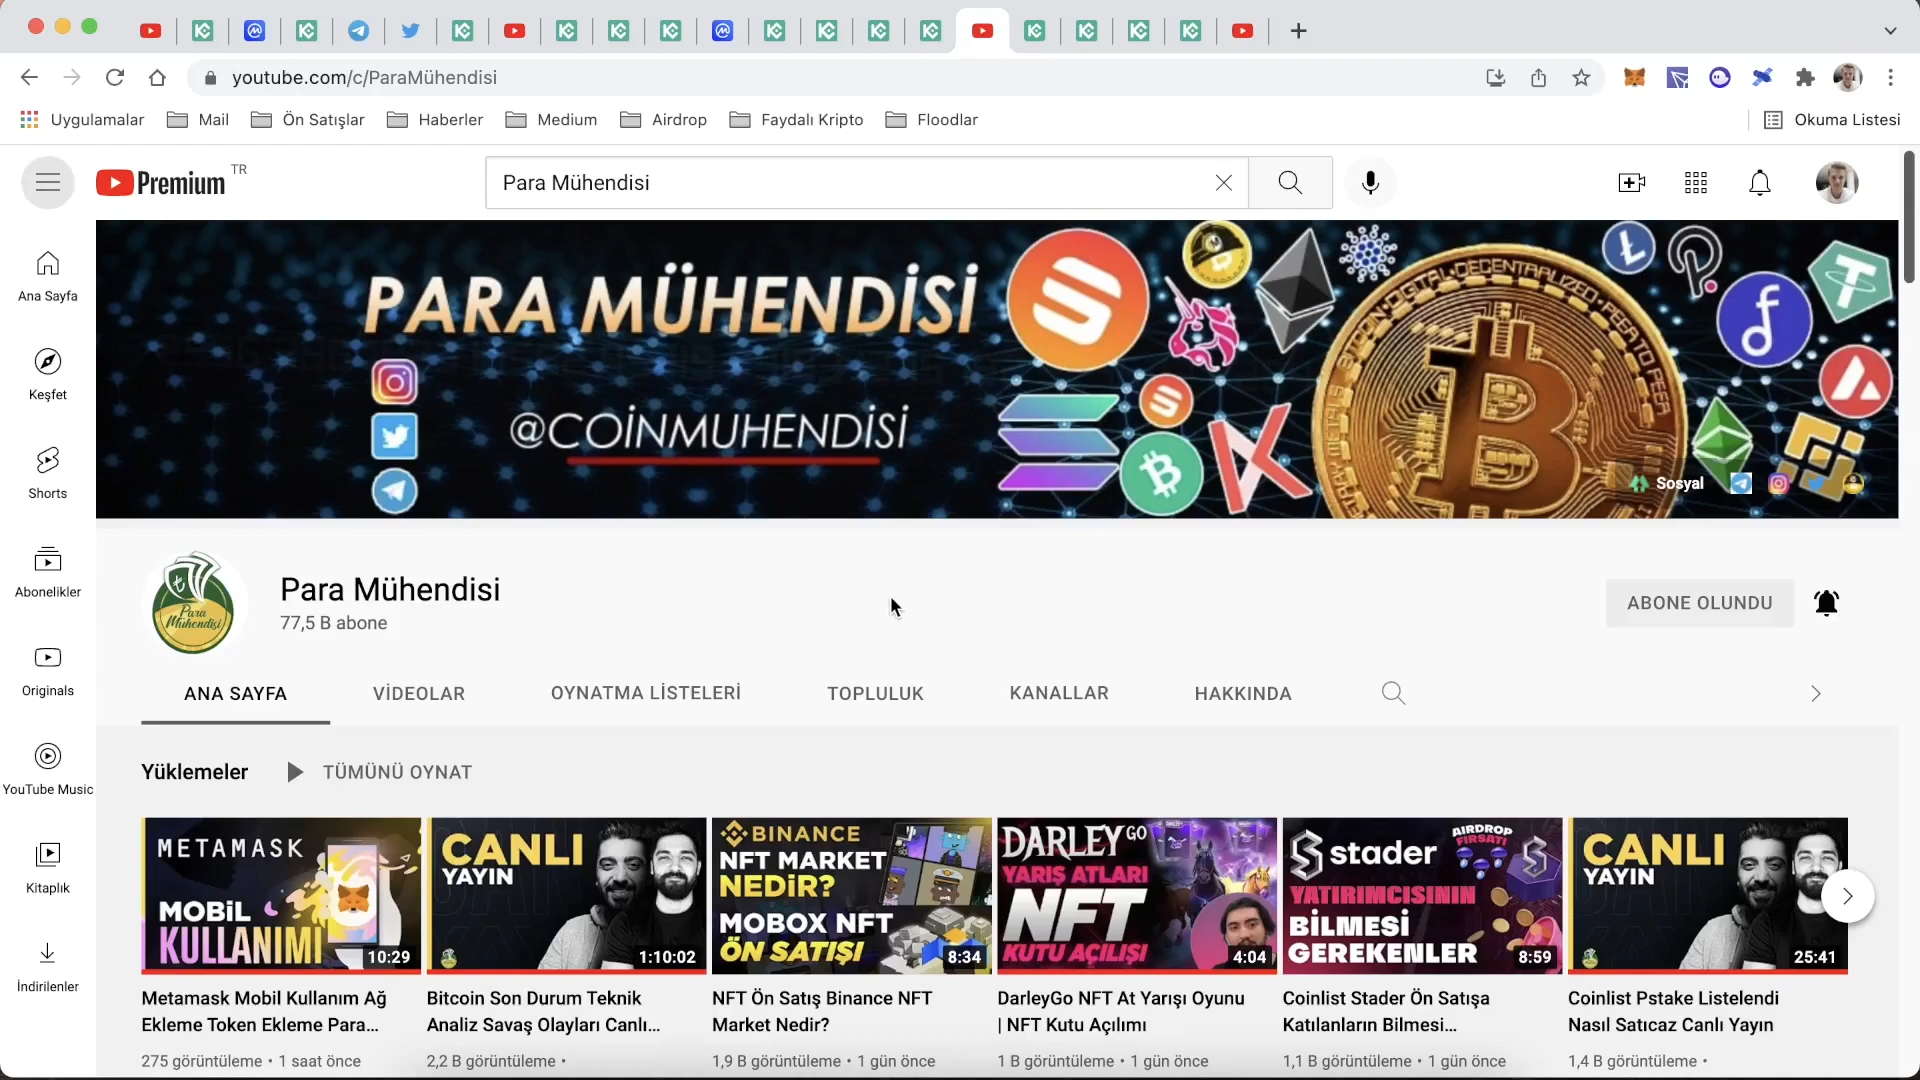 youtube.com/c/ParaMühendisi
Uygulamalar
Mail
Ön Satışlar
Haberler
Medium
Airdrop
Faydalı Kripto
Floodlar
Okuma Listesi
Premium TR
Para Mühendisi
PARA MÜHENDİSİ
@COİNMUHENDİSİ
Sosyal
Ana Sayfa
Keşfet
Shorts
Abonelikler
Originals
YouTube Music
Kitaplık
İndirilenler
Para Mühendisi
Para Mühendisi
77,5 B abone
ABONE OLUNDU
ANA SAYFA
VİDEOLAR
OYNATMA LİSTELERİ
TOPLULUK
KANALLAR
HAKKINDA
Yüklemeler
TÜMÜNÜ OYNAT
METAMASK
MOBİL
KULLANIMI
10:29
Metamask Mobil Kullanım Ağ
Ekleme Token Ekleme Para...
275 görüntüleme • 1 saat önce
CANLI
YAYIN
1:10:02
Bitcoin Son Durum Teknik
Analiz Savaş Olayları Canlı...
2,2 B görüntüleme •
BINANCE
NFT MARKET
NEDİR?
MOBOX NFT
ÖN SATIŞI
8:34
NFT Ön Satış Binance NFT
Market Nedir?
1,9 B görüntüleme • 1 gün önce
DARLEY GO
YARIŞ ATLARI
NFT
KUTU AÇILIŞI
4:04
DarleyGo NFT At Yarışı Oyunu
| NFT Kutu Açılımı
1 B görüntüleme • 1 gün önce
stader
AIRDROP
FIRSATI
YATIRIMCISININ
BİLMESİ
GEREKENLER
8:59
Coinlist Stader Ön Satışa
Katılanların Bilmesi...
1,1 B görüntüleme • 1 gün önce
CANLI
YAYIN
25:41
Coinlist Pstake Listelendi
Nasıl Satıcaz Canlı Yayın
1,4 B görüntüleme •